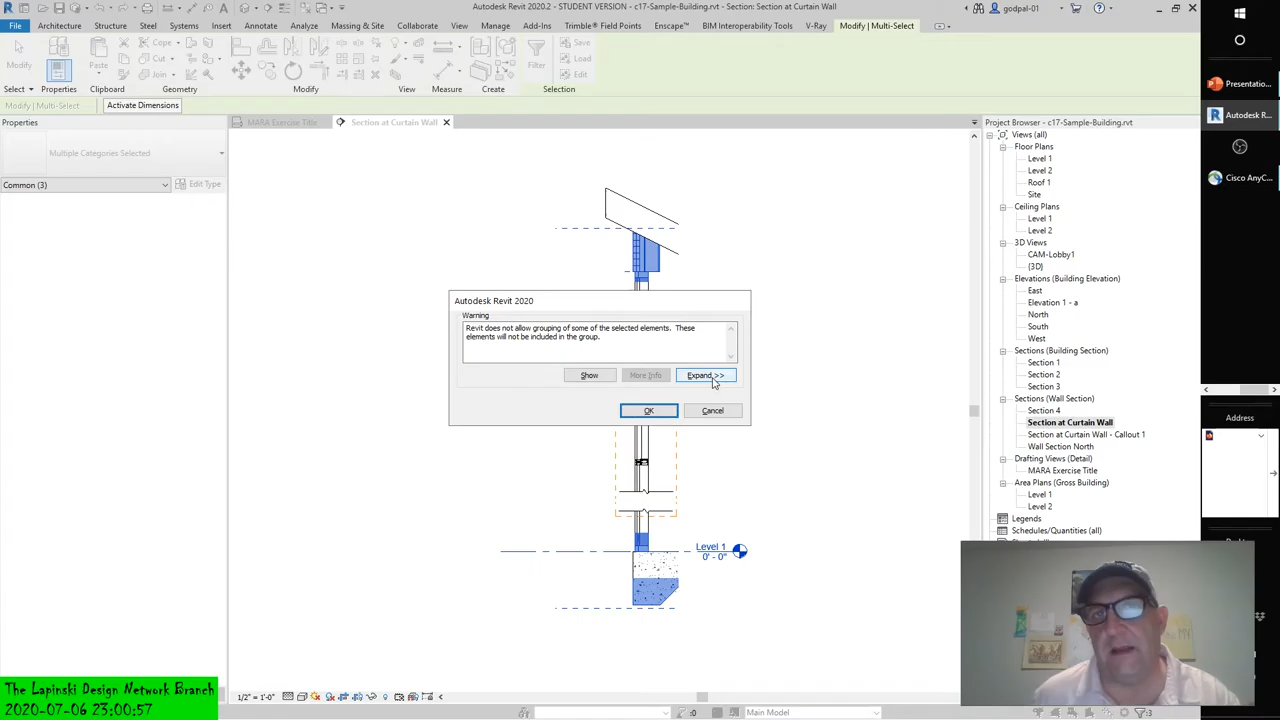 Autodesk Revit 2020.2 - STUDENT VERSION - c17-Sample-Building.rvt - Section: Section at Curtain Wall
godpal-01
File Architecture Structure Steel Systems Insert Annotate Analyze Massing & Site Collaborate View Manage Add-Ins Trimble® Field Points Enscape™ BIM Interoperability Tools V-Ray Modify | Multi-Select
Cope Save
Modify Paste Cut Filter Load
Join Edit
Select Properties Clipboard Geometry Modify View Measure Create Selection
Modify | Multi-Select Activate Dimensions
Properties
MARA Exercise Title
Section at Curtain Wall
Project Browser - c17-Sample-Building.rvt
Multiple Categories Selected
Common (3) Edit Type
Views (all)
Floor Plans
Level 1
Level 2
Roof 1
Site
Ceiling Plans
Level 1
Level 2
3D Views
CAM-Lobby1
{3D}
Elevations (Building Elevation)
East
Elevation 1 - a
North
South
West
Sections (Building Section)
Section 1
Section 2
Section 3
Sections (Wall Section)
Section 4
Section at Curtain Wall
Section at Curtain Wall - Callout 1
Wall Section North
Drafting Views (Detail)
MARA Exercise Title
Area Plans (Gross Building)
Level 1
Level 2
Legends
Schedules/Quantities (all)
Autodesk Revit 2020
Warning
Revit does not allow grouping of some of the selected elements. These
elements will not be included in the group.
Show More Info Expand >>
OK Cancel
Level 1
0' - 0"
Presentatio...
Autodesk R...
Cisco AnyC...
Address
1/2" = 1'-0"
:0 Main Model :3
The Lapinski Design Network Branch
2020-07-06 23:00:57